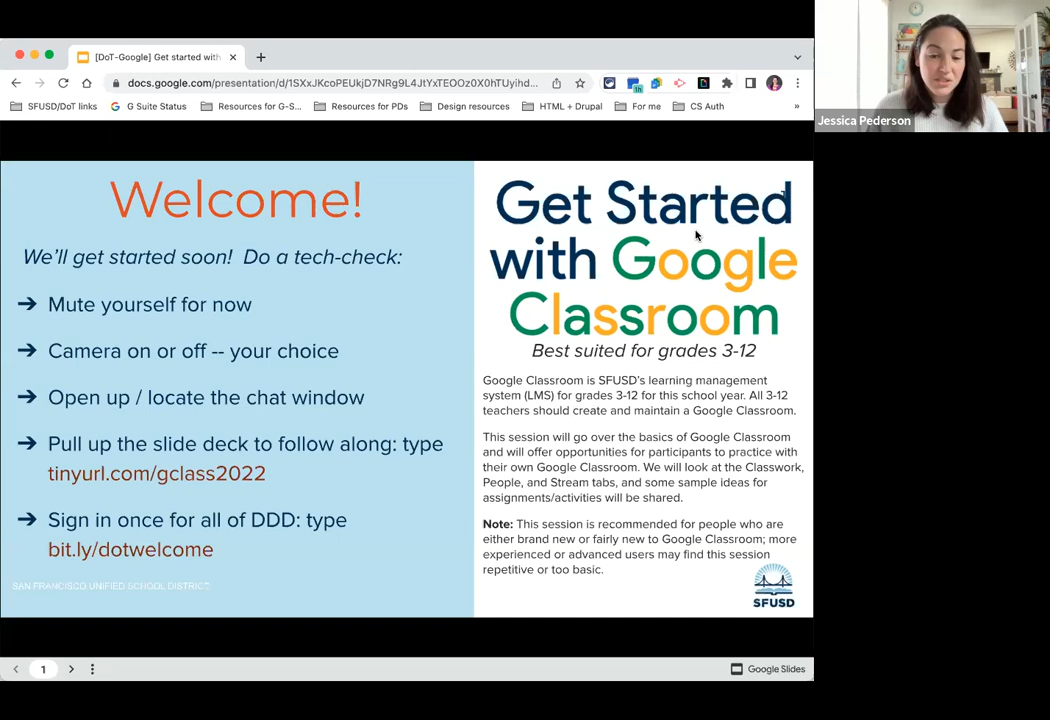 [DoT-Google] Get started with
docs.google.com/presentation/d/1SXxJKcoPEUkjD7NRg9L4JtYxTEOOz0X0hTUyihd...
SFUSD/DoT links
G Suite Status
Resources for G-S...
Resources for PDs
Design resources
HTML + Drupal
For me
CS Auth
»
Jessica Pederson
Welcome!
We'll get started soon! Do a tech-check:
➔ Mute yourself for now
➔ Camera on or off -- your choice
➔ Open up / locate the chat window
➔ Pull up the slide deck to follow along: type
tinyurl.com/gclass2022
➔ Sign in once for all of DDD: type
bit.ly/dotwelcome
SAN FRANCISCO UNIFIED SCHOOL DISTRICT
Get Started
with Google
Classroom
Best suited for grades 3-12
Google Classroom is SFUSD's learning management
system (LMS) for grades 3-12 for this school year. All 3-12
teachers should create and maintain a Google Classroom.
This session will go over the basics of Google Classroom
and will offer opportunities for participants to practice with
their own Google Classroom. We will look at the Classwork,
People, and Stream tabs, and some sample ideas for
assignments/activities will be shared.
Note: This session is recommended for people who are
either brand new or fairly new to Google Classroom; more
experienced or advanced users may find this session
repetitive or too basic.
SFUSD
1
Google Slides